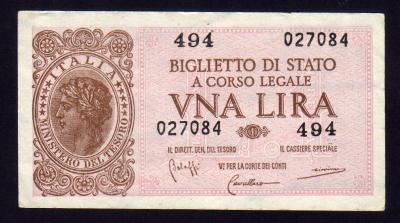 494 027084
ITALIA
MINISTERO DEL TESORO
BIGLIETTO DI STATO
A CORSO LEGALE
VNA LIRA
027084 494
IL DIRETT. GEN. DEL TESORO IL CASSIERE SPECIALE
VI PER LA CORTE DEI CONTI